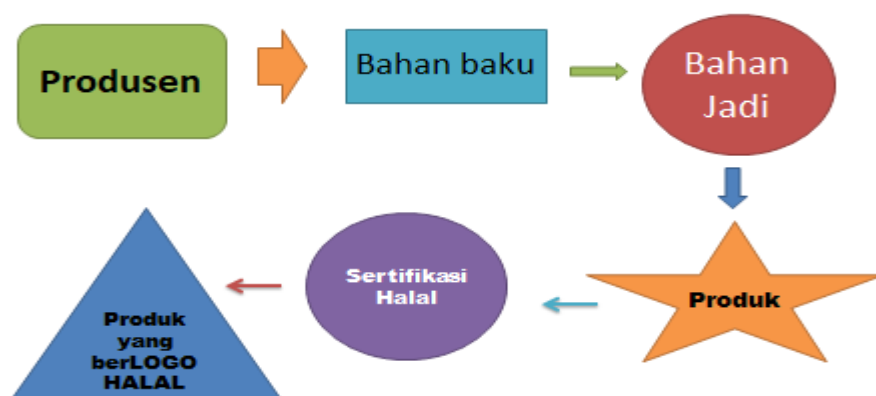 Produsen
Bahan baku
Bahan
Jadi
Produk
Sertifikasi
Halal
Produk
yang
berLOGO
HALAL